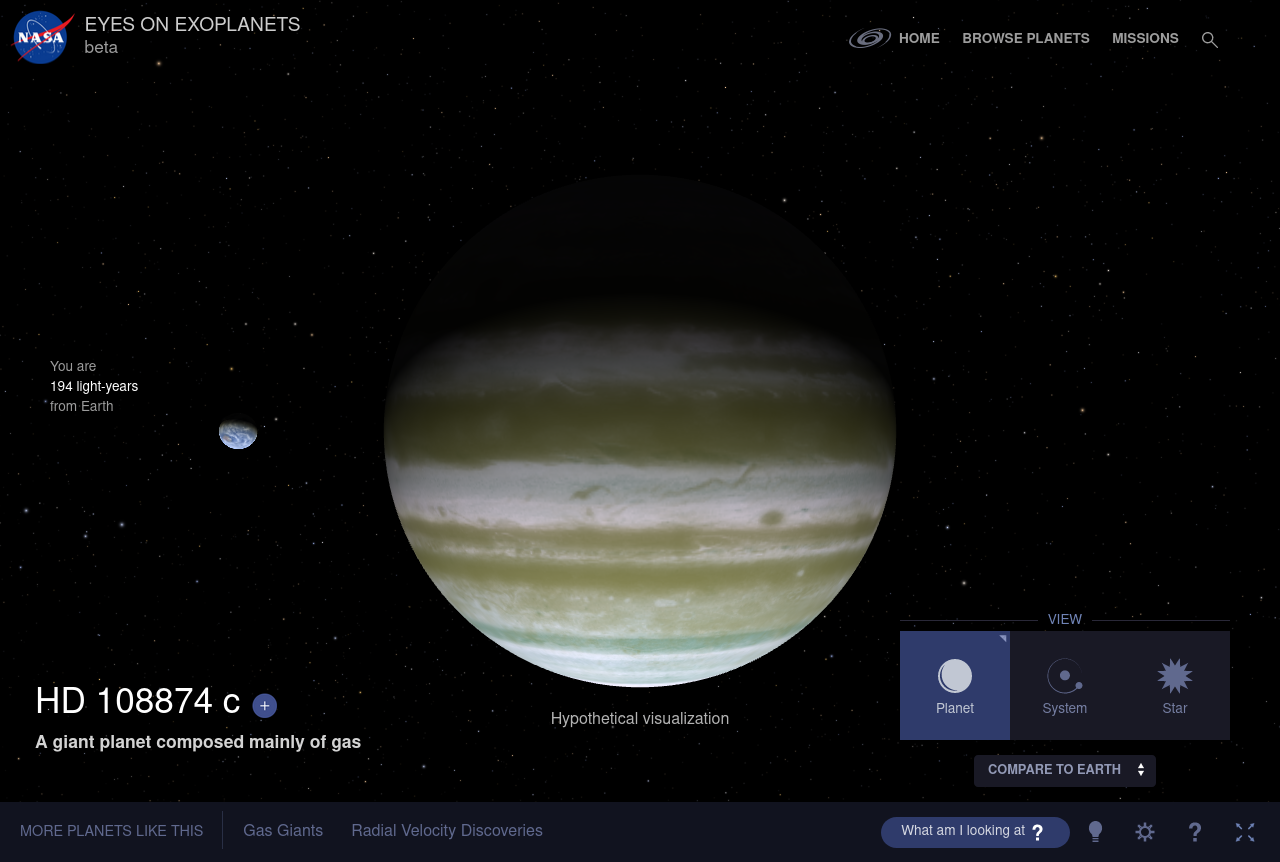 NASA
EYES ON EXOPLANETS
beta
HOME
BROWSE PLANETS
MISSIONS
You are
194 light-years
from Earth
HD 108874 c +
A giant planet composed mainly of gas
Hypothetical visualization
VIEW
Planet
System
Star
COMPARE TO EARTH
MORE PLANETS LIKE THIS
Gas Giants
Radial Velocity Discoveries
What am I looking at ?
?